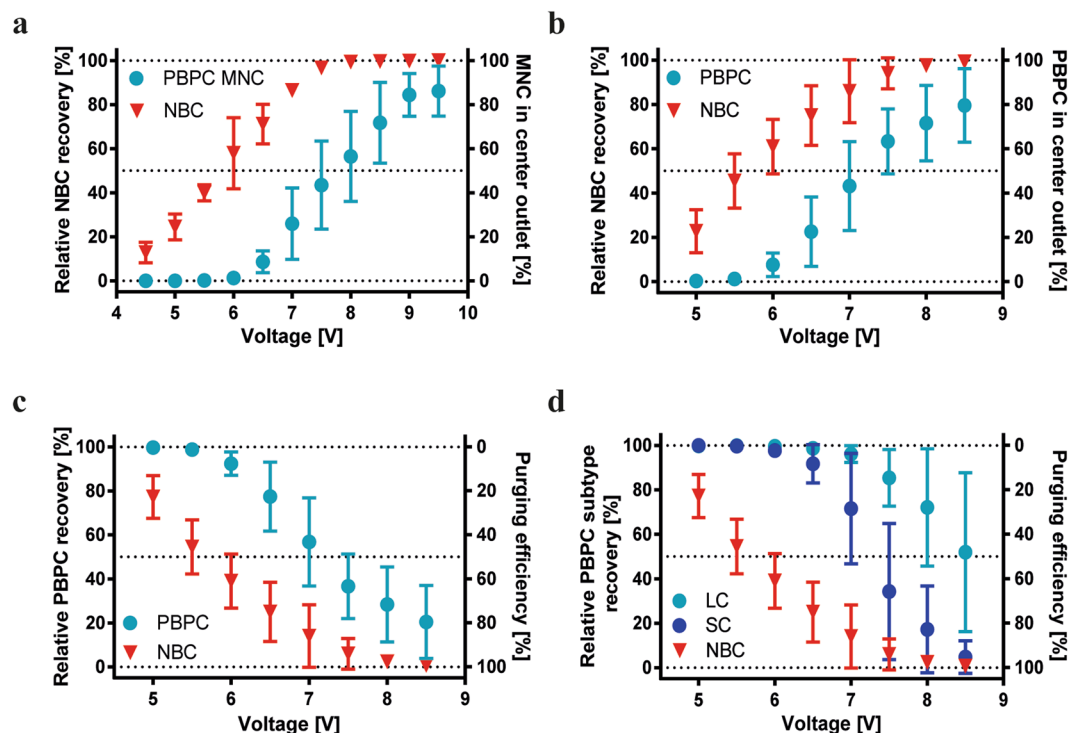 a
Relative NBC recovery [%]
100
80
60
40
20
0
PBPC MNC
NBC
100
80
60
40
20
0
MNC in center outlet [%]
4 5 6 7 8 9 10
Voltage [V]
b
Relative NBC recovery [%]
100
80
60
40
20
0
PBPC
NBC
100
80
60
40
20
0
PBPC in center outlet [%]
5 6 7 8 9
Voltage [V]
c
Relative PBPC recovery [%]
100
80
60
40
20
0
PBPC
NBC
0
20
40
60
80
100
Purging efficiency [%]
5 6 7 8 9
Voltage [V]
d
Relative PBPC subtype
recovery [%]
100
80
60
40
20
0
LC
SC
NBC
0
20
40
60
80
100
Purging efficiency [%]
5 6 7 8 9
Voltage [V]